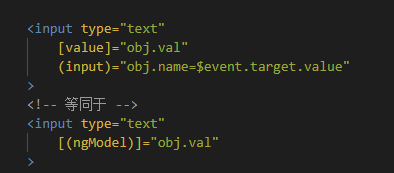 <input type="text"
[value]="obj.val"
(input)="obj.name=$event.target.value"
>
<!-- 等同于 -->
<input type="text"
[(ngModel)]="obj.val"
>